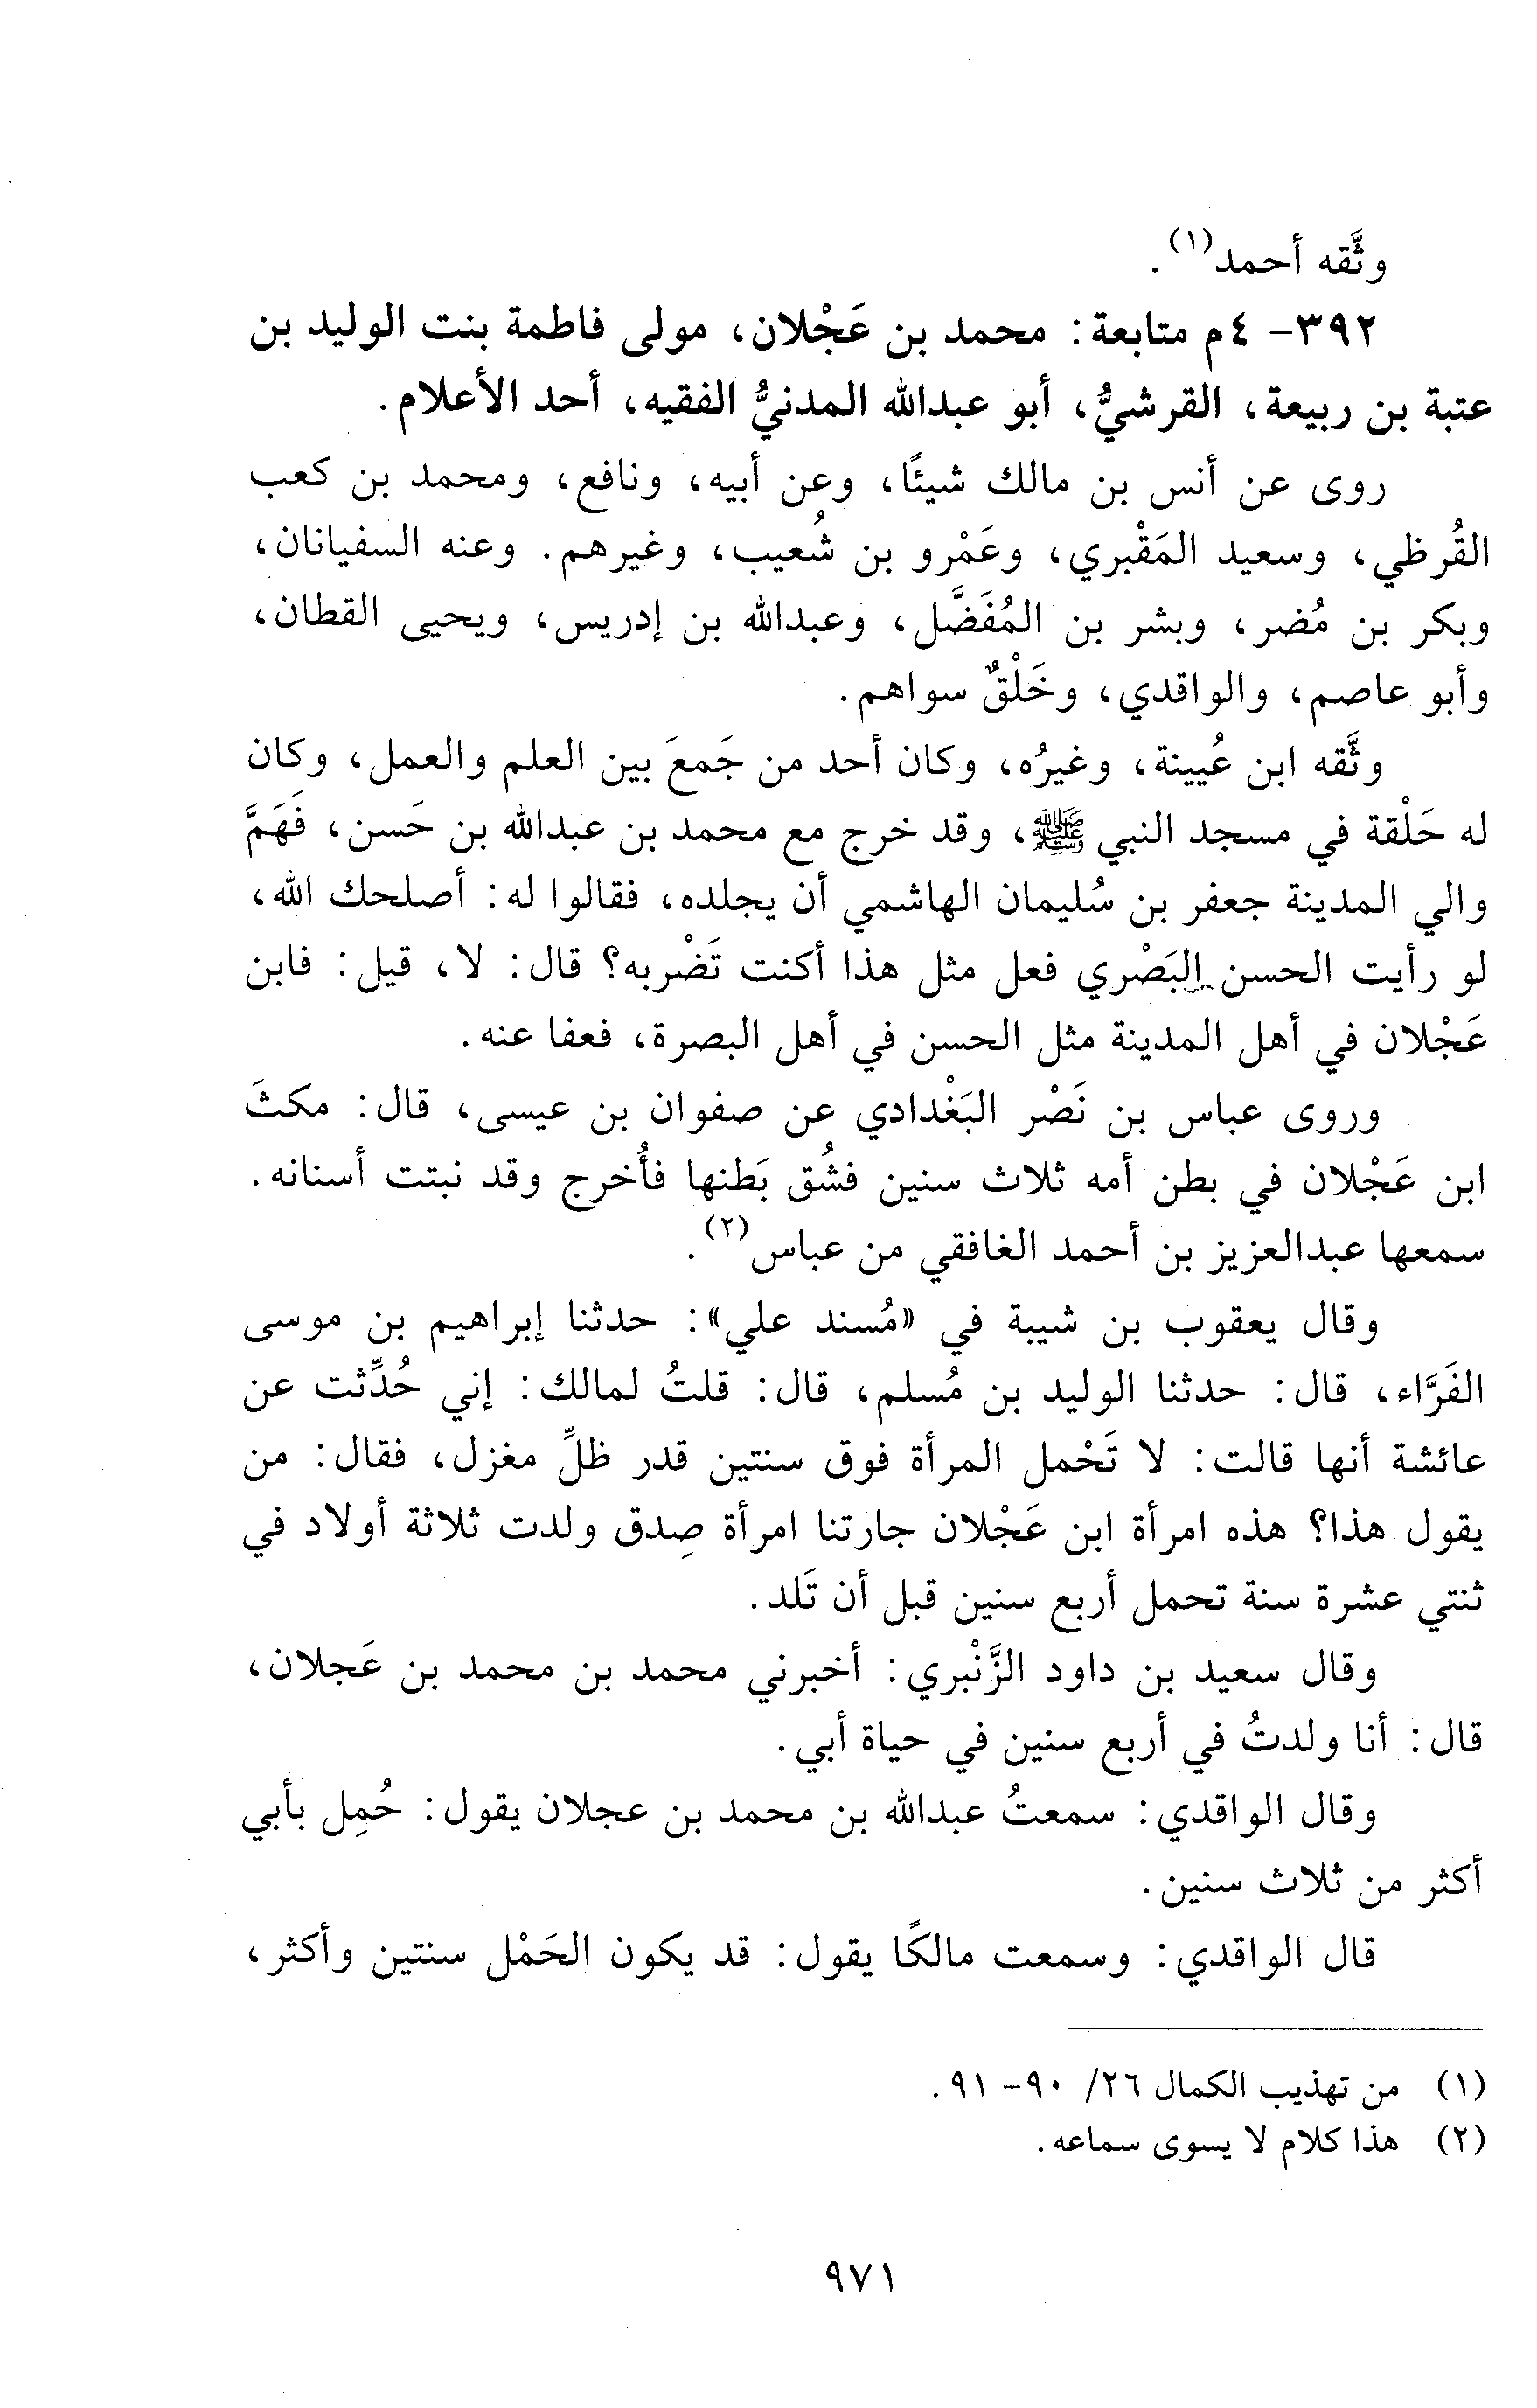 وثَّقه أحمد(١).
٣٩٢- ٤م متابعة: محمد بن عَجْلان، مولى فاطمة بنت الوليد بن
عتبة بن ربيعة، القرشيُّ، أبو عبدالله المدنيُّ الفقيه، أحد الأعلام.
روى عن أنس بن مالك شيئًا، وعن أبيه، ونافع، ومحمد بن كعب
القُرظي، وسعيد المَقْبري، وعَمْرو بن شُعيب، وغيرهم. وعنه السفيانان،
وبكر بن مُضر، وبشر بن المُفَضَّل، وعبدالله بن إدريس، ويحيى القطان،
وأبو عاصم، والواقدي، وخَلْقٌ سواهم.
وثَّقه ابن عُيينة، وغيرُه، وكان أحد من جَمعَ بين العلم والعمل، وكان
له حَلْقة في مسجد النبي ﷺ، وقد خرج مع محمد بن عبدالله بن حَسن، فَهَمَّ
والي المدينة جعفر بن سُليمان الهاشمي أن يجلده، فقالوا له: أصلحك الله،
لو رأيت الحسن البَصْري فعل مثل هذا أكنت تَضْربه؟ قال: لا، قيل: فابن
عَجْلان في أهل المدينة مثل الحسن في أهل البصرة، فعفا عنه.
وروى عباس بن نَصْر البَغْدادي عن صفوان بن عيسى، قال: مكثَ
ابن عَجْلان في بطن أمه ثلاث سنين فشُق بَطنها فأُخرج وقد نبتت أسنانه.
سمعها عبدالعزيز بن أحمد الغافقي من عباس(٢).
وقال يعقوب بن شيبة في «مُسند علي»: حدثنا إبراهيم بن موسى
الفَرَّاء، قال: حدثنا الوليد بن مُسلم، قال: قلتُ لمالك: إني حُدِّثت عن
عائشة أنها قالت: لا تَحْمل المرأة فوق سنتين قدر ظلِّ مغزل، فقال: من
يقول هذا؟ هذه امرأة ابن عَجْلان جارتنا امرأة صِدق ولدت ثلاثة أولاد في
ثنتي عشرة سنة تحمل أربع سنين قبل أن تَلد.
وقال سعيد بن داود الزَّنْبري: أخبرني محمد بن محمد بن عَجلان،
قال: أنا ولدتُ في أربع سنين في حياة أبي.
وقال الواقدي: سمعتُ عبدالله بن محمد بن عجلان يقول: حُمِل بأبي
أكثر من ثلاث سنين.
قال الواقدي: وسمعت مالكًا يقول: قد يكون الحَمْل سنتين وأكثر،
(١) من تهذيب الكمال ٢٦/ ٩٠- ٩١.
(٢) هذا كلام لا يسوى سماعه.
٩٧١